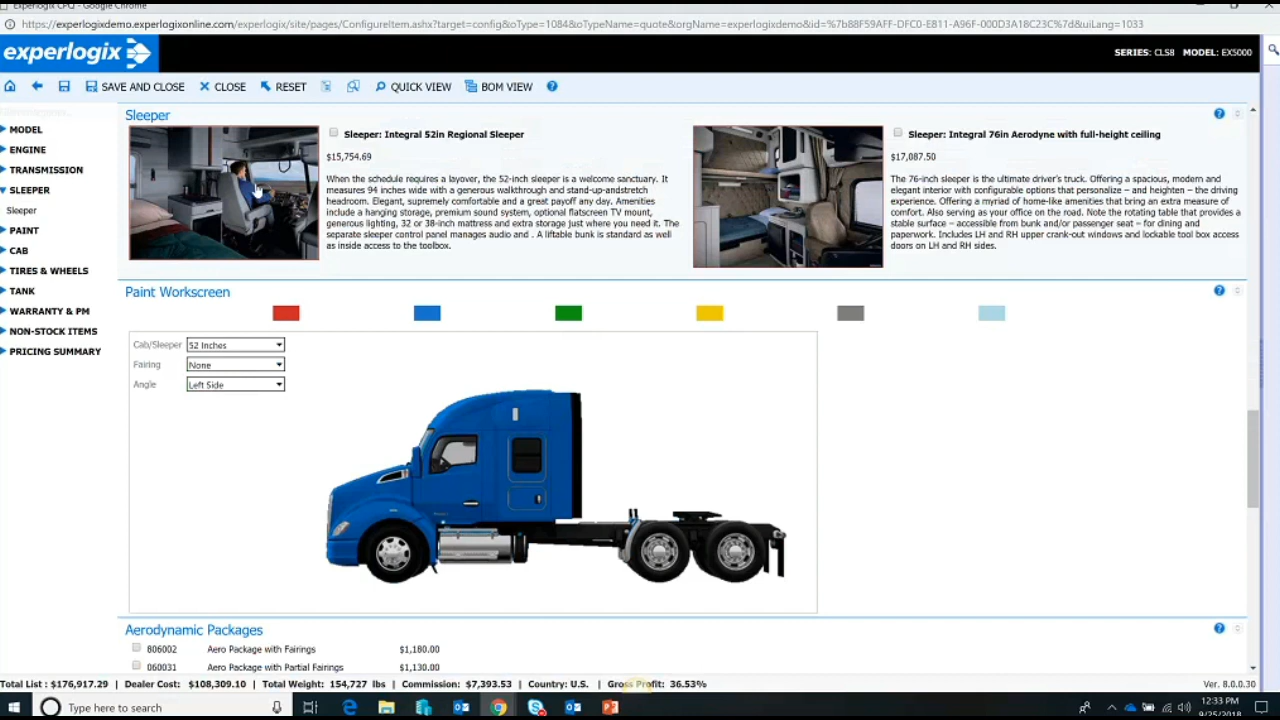 Experlogix CPQ - Google Chrome
https://experlogixdemo.experlogixonline.com/experlogix/site/pages/ConfigureItem.ashx?target=config&oType=1084&oTypeName=quote&orgName=experlogixdemo&id=%7b88F59AFF-DFC0-E811-A96F-000D3A18C23C%7d&uiLang=1033
experlogix
SERIES: CLS8 MODEL: EX5000
SAVE AND CLOSE CLOSE RESET QUICK VIEW BOM VIEW ?
MODEL
ENGINE
TRANSMISSION
SLEEPER
Sleeper
PAINT
CAB
TIRES & WHEELS
TANK
WARRANTY & PM
NON-STOCK ITEMS
PRICING SUMMARY
Sleeper ?
Sleeper: Integral 52in Regional Sleeper
$15,754.69
When the schedule requires a layover, the 52-inch sleeper is a welcome sanctuary. It
measures 94 inches wide with a generous walkthrough and stand-up-andstretch
headroom. Elegant, supremely comfortable and a great payoff any day. Amenities
include a hanging storage, premium sound system, optional flatscreen TV mount,
generous lighting, 32 or 38-inch mattress and extra storage just where you need it. The
separate sleeper control panel manages audio and . A liftable bunk is standard as well
as inside access to the toolbox.
Sleeper: Integral 76in Aerodyne with full-height ceiling
$17,087.50
The 76-inch sleeper is the ultimate driver's truck. Offering a spacious, modern and
elegant interior with configurable options that personalize – and heighten – the driving
experience. Offering a myriad of home-like amenities that bring an extra measure of
comfort. Also serving as your office on the road. Note the rotating table that provides a
stable surface – accessible from bunk and/or passenger seat – for dining and
paperwork. Includes LH and RH upper crank-out windows and lockable tool box access
doors on LH and RH sides.
Paint Workscreen ?
Cab/Sleeper 52 Inches
Fairing None
Angle Left Side
Aerodynamic Packages ?
806002 Aero Package with Fairings $1,180.00
060031 Aero Package with Partial Fairings $1,130.00
Total List : $176,917.29 | Dealer Cost: $108,309.10 | Total Weight: 154,727 lbs | Commission: $7,393.53 | Country: U.S. | Gross Profit: 36.53% Ver. 8.0.0.30
Type here to search
12:33 PM
9/25/2018